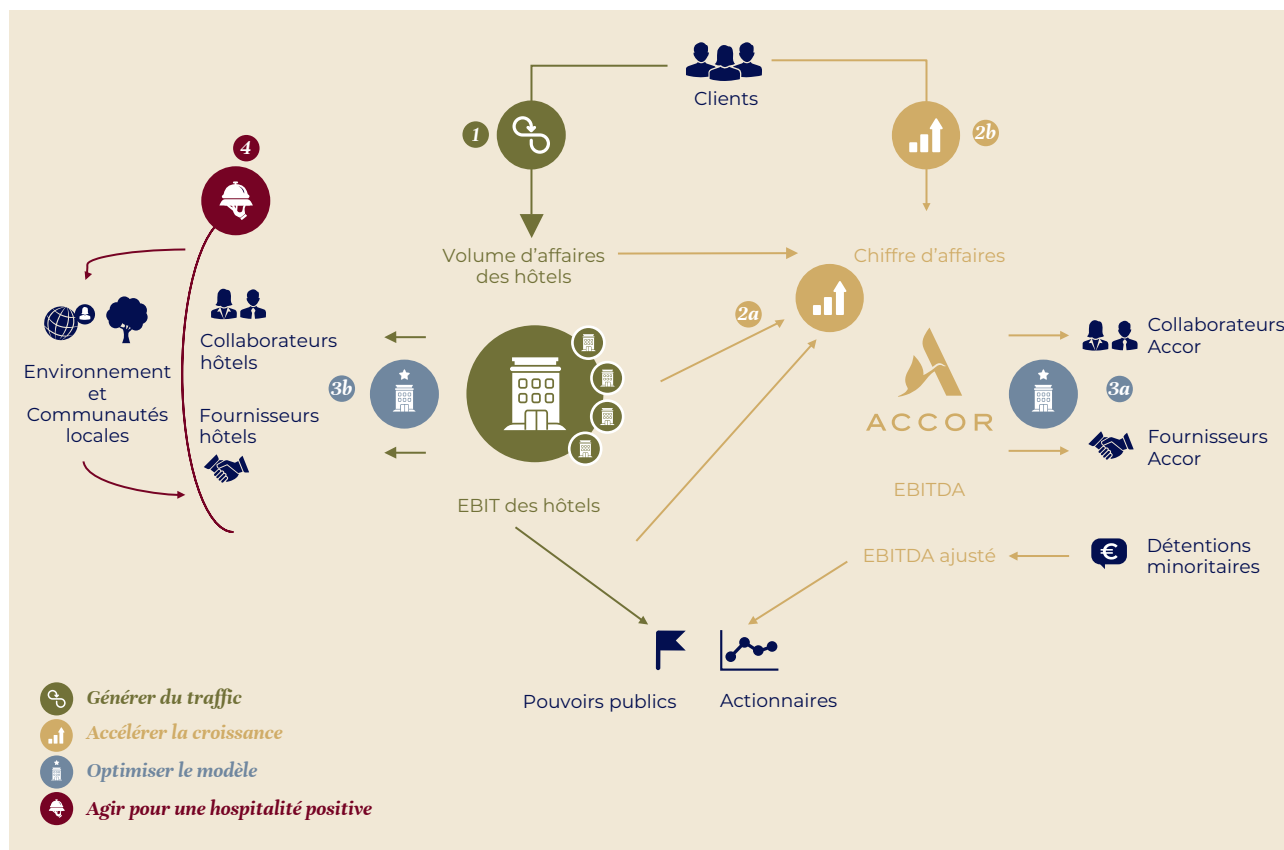 Clients
1
2b
4
Volume d'affaires
des hôtels
Chiffre d'affaires
2a
Collaborateurs
hôtels
Fournisseurs
hôtels
3b
Environnement
et
Communautés
locales
ACCOR
Collaborateurs
Accor
3a
Fournisseurs
Accor
EBITDA
EBIT des hôtels
EBITDA ajusté
€
Détentions
minoritaires
Pouvoirs publics
Actionnaires
Générer du traffic
Accélérer la croissance
Optimiser le modèle
Agir pour une hospitalité positive